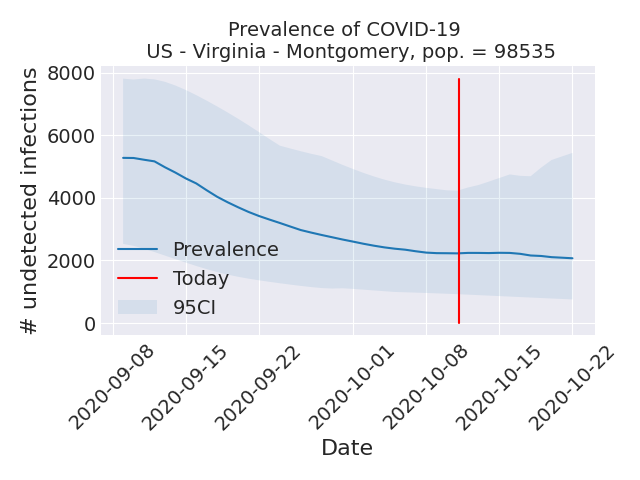 Prevalence of COVID-19
US - Virginia - Montgomery, pop. = 98535
# undetected infections
8000
6000
4000
2000
0
Prevalence
Today
95CI
2020-09-08
2020-09-15
2020-09-22
2020-10-01
2020-10-08
2020-10-15
2020-10-22
Date